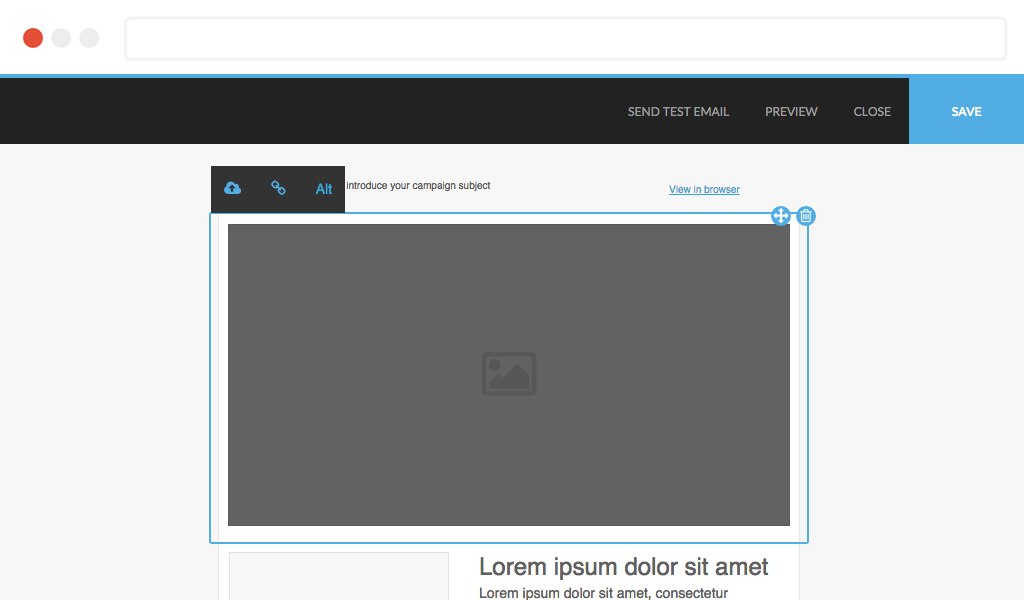 SEND TEST EMAIL PREVIEW CLOSE SAVE
Alt introduce your campaign subject View in browser
Lorem ipsum dolor sit amet
Lorem ipsum dolor sit amet, consectetur